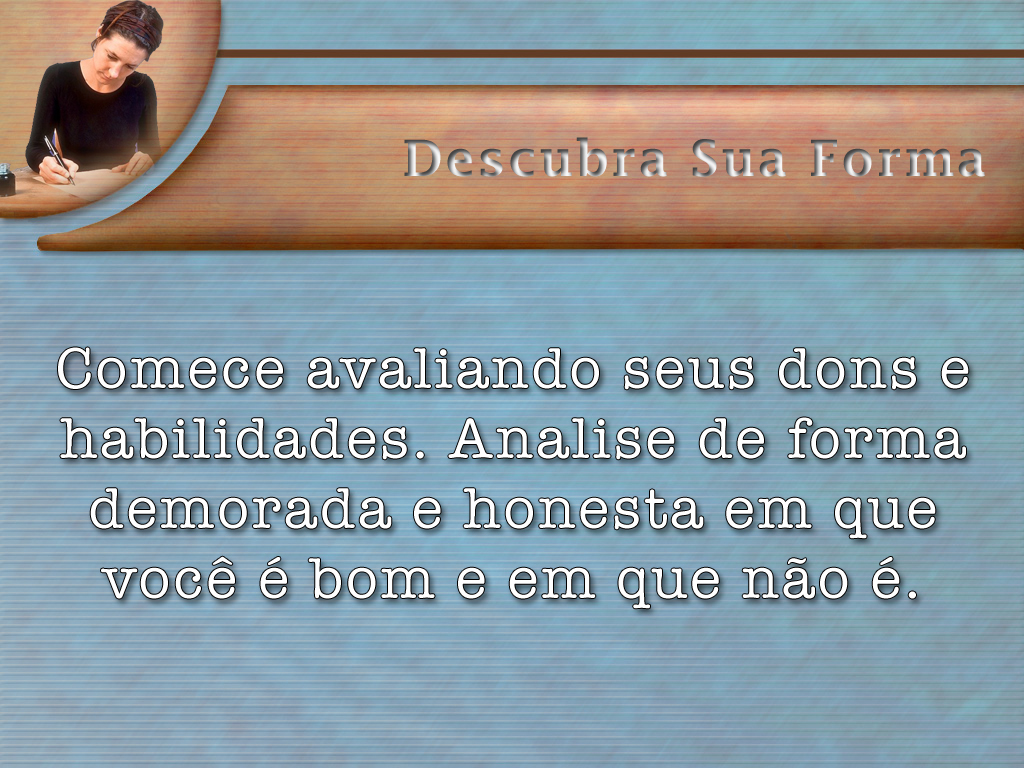 Descubra Sua Forma
Comece avaliando seus dons e
habilidades. Analise de forma
demorada e honesta em que
você é bom e em que não é.